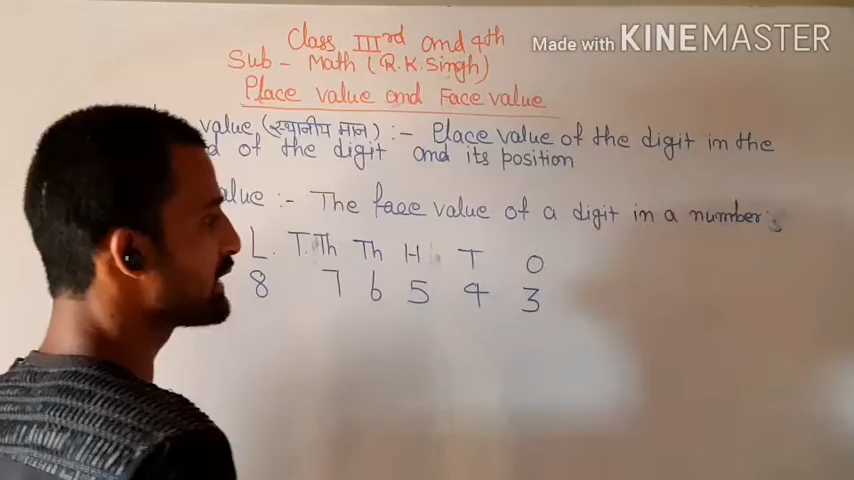 Class IIIrd and 4th
Made with KINEMASTER
Sub - Math (R.K.Singh)
Place value and Face value
value (स्थानीय मान) :- Place value of the digit in the
of the digit and its position
value :- The face value of a digit in a number is
L. T.Th Th H T O
8 7 6 5 4 3